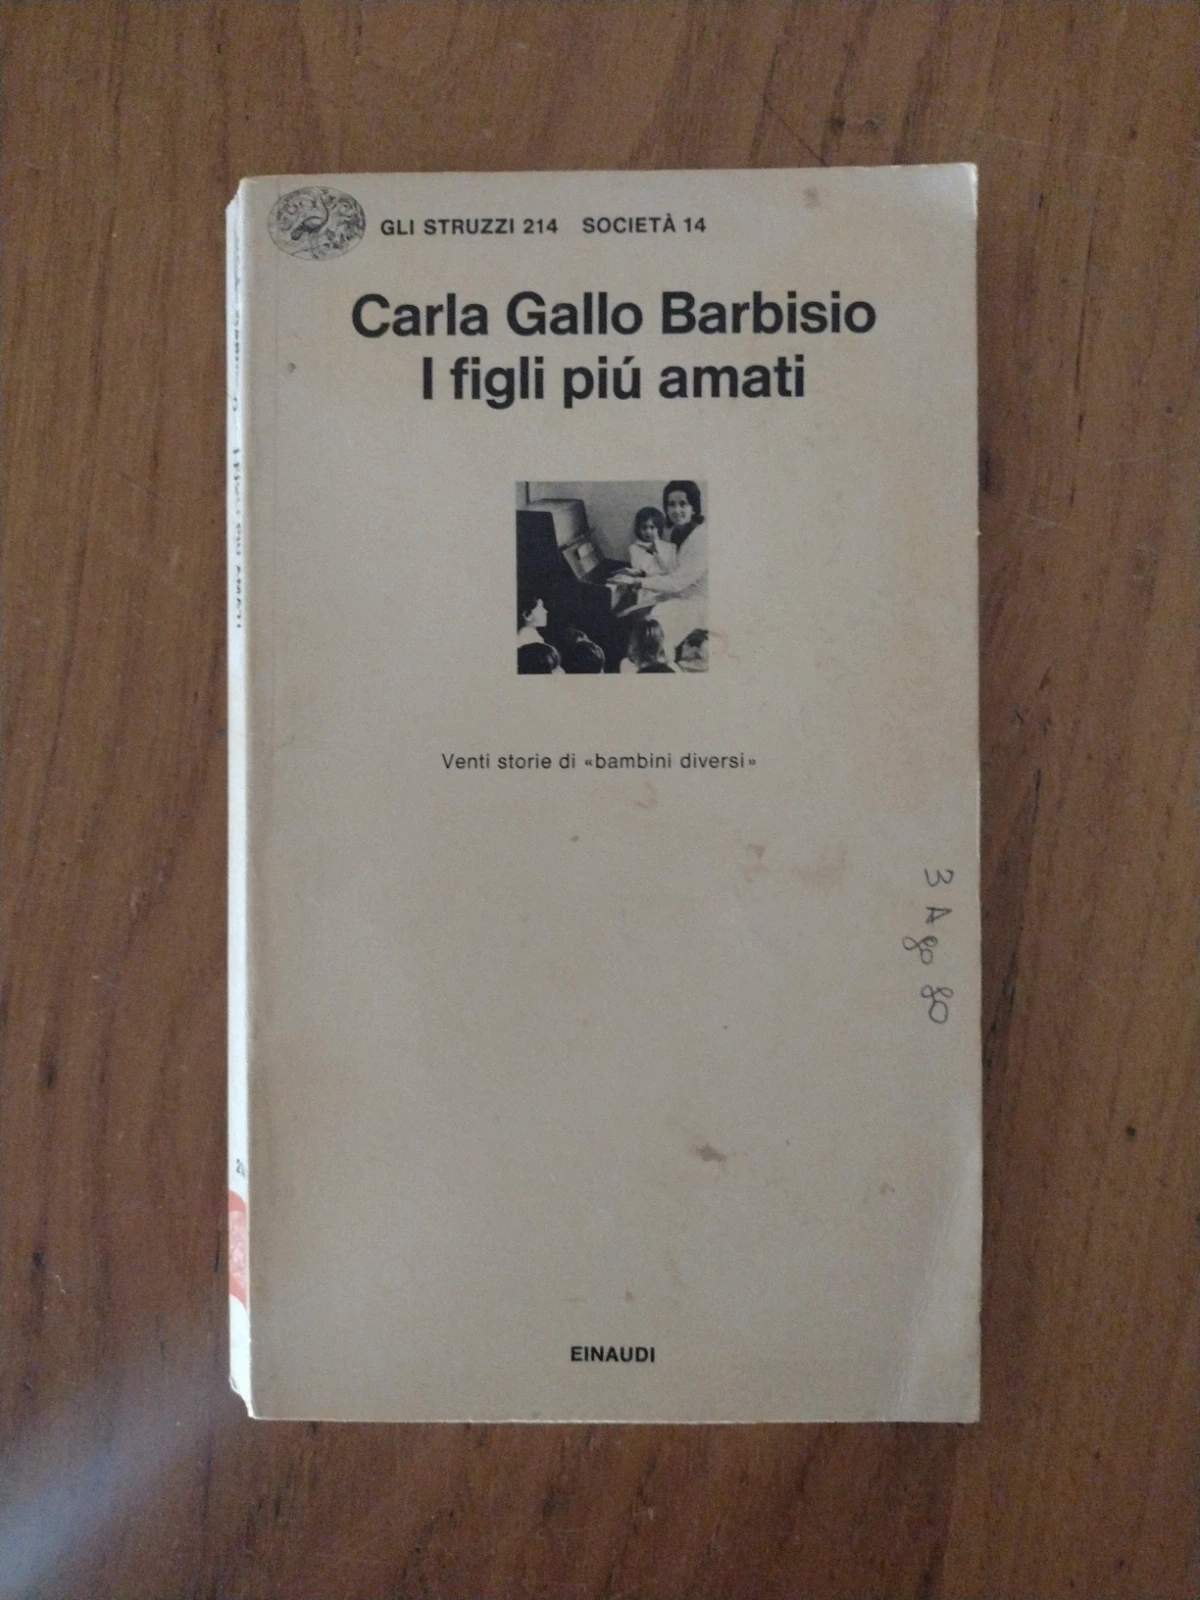 GLI STRUZZI 214 SOCIETÀ 14
Carla Gallo Barbisio
I figli piú amati
Venti storie di «bambini diversi»
3 Ago 80
EINAUDI